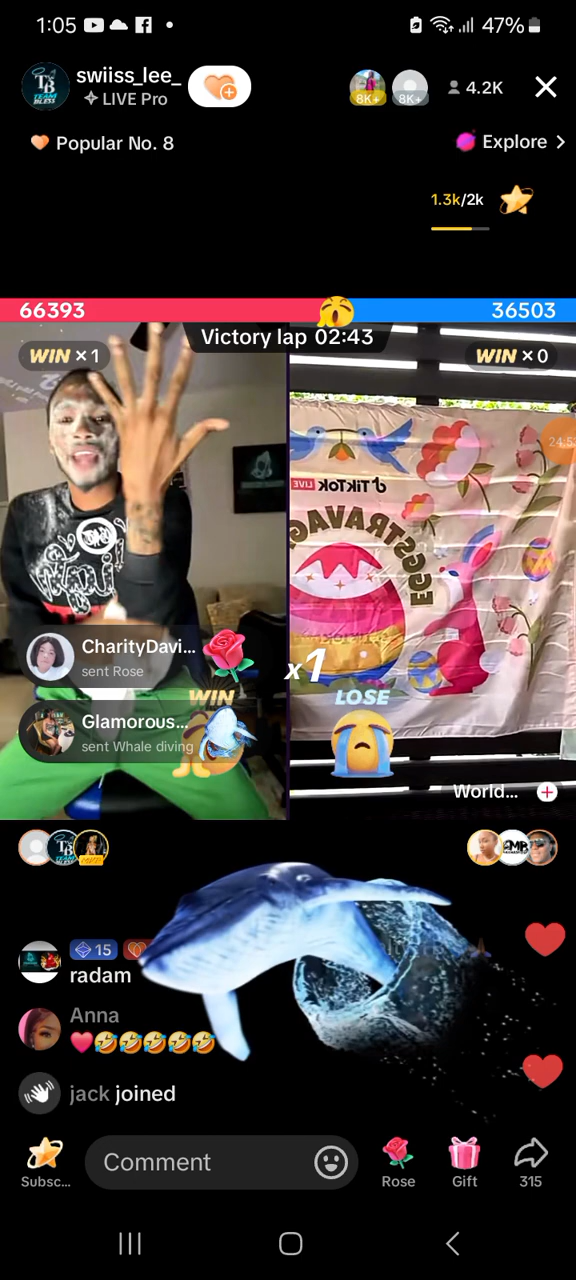 1:05
47%
swiiss_lee_
LIVE Pro
8K+
8K+
4.2K
Popular No. 8
Explore
1.3k/2k
66393
36503
Victory lap 02:43
WIN × 1
WIN × 0
TikTok LIVE
EGGSTRAVAG
CharityDavi...
sent Rose
x1
WIN
LOSE
Glamorous...
sent Whale diving
World...
TB
15
radam
Anna
❤️🤣🤣🤣🤣🤣
jack joined
Comment
Subsc...
Rose
Gift
315